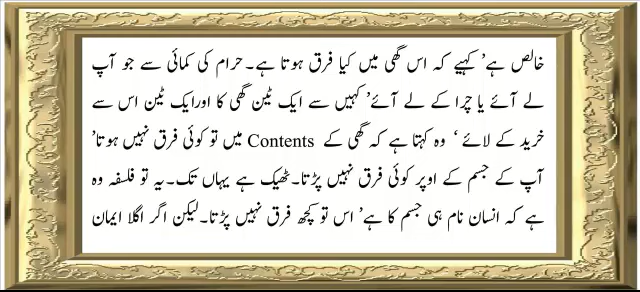 خالص ہے’ کہیے کہ اس گھی میں کیا فرق ہوتا ہے۔حرام کی کمائی سے جو آپ
لے آئے یا چرا کے لے آئے’ کہیں سے ایک ٹین گھی کا اورایک ٹین اس سے
خرید کے لائے ‘ وہ کہتا ہے کہ گھی کے Contents میں تو کوئی فرق نہیں ہوتا’
آپ کے جسم کے اوپر کوئی فرق نہیں پڑتا۔ٹھیک ہے یہاں تک۔یہ تو فلسفہ وہ
ہے کہ انسان نام ہی جسم کا ہے’ اس تو کچھ فرق نہیں پڑتا۔لیکن اگر اگلا ایمان